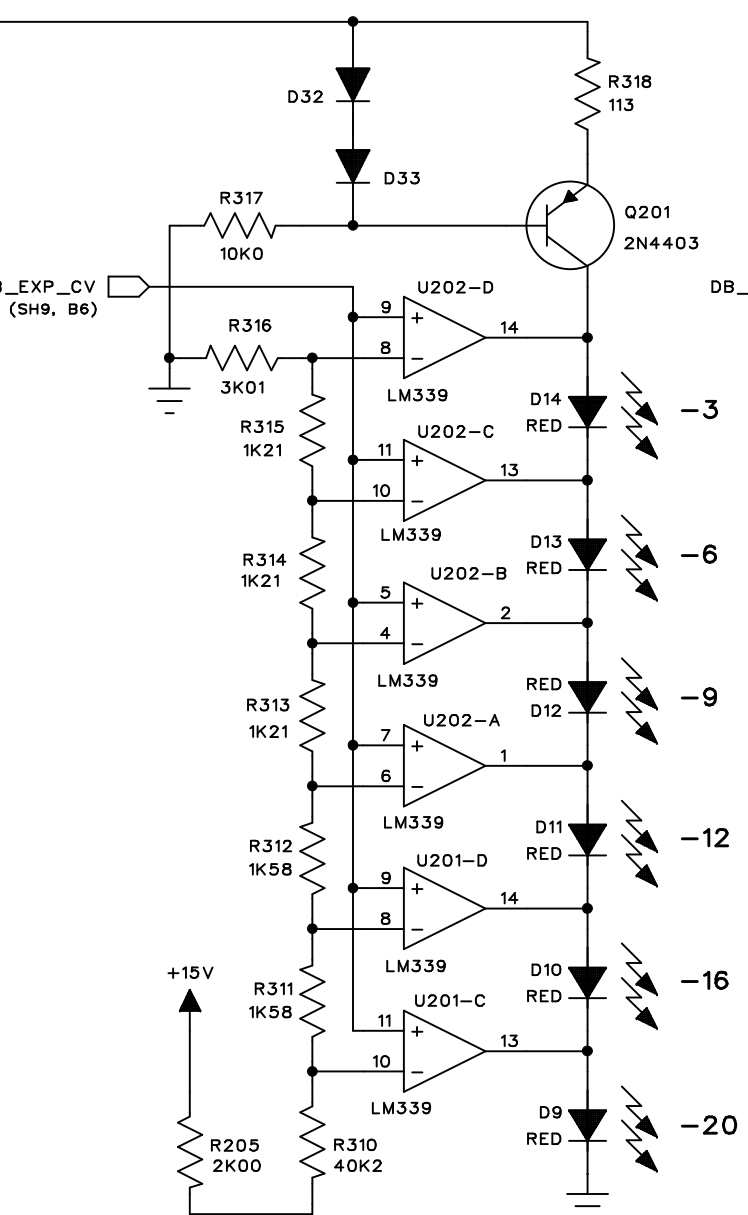 D32
R318
113
D33
R317
10K0
Q201
2N4403
B_EXP_CV
(SH9, B6)
DB_
U202-D
9
+
14
8
-
LM339
R316
3K01
D14
RED
-3
R315
1K21
U202-C
11
+
13
10
-
LM339
D13
RED
-6
R314
1K21
U202-B
5
+
2
4
-
LM339
RED
D12
-9
R313
1K21
U202-A
7
+
1
6
-
LM339
D11
RED
-12
R312
1K58
U201-D
9
+
14
8
-
LM339
D10
RED
-16
+15V
R311
1K58
U201-C
11
+
13
10
-
LM339
D9
RED
-20
R205
2K00
R310
40K2